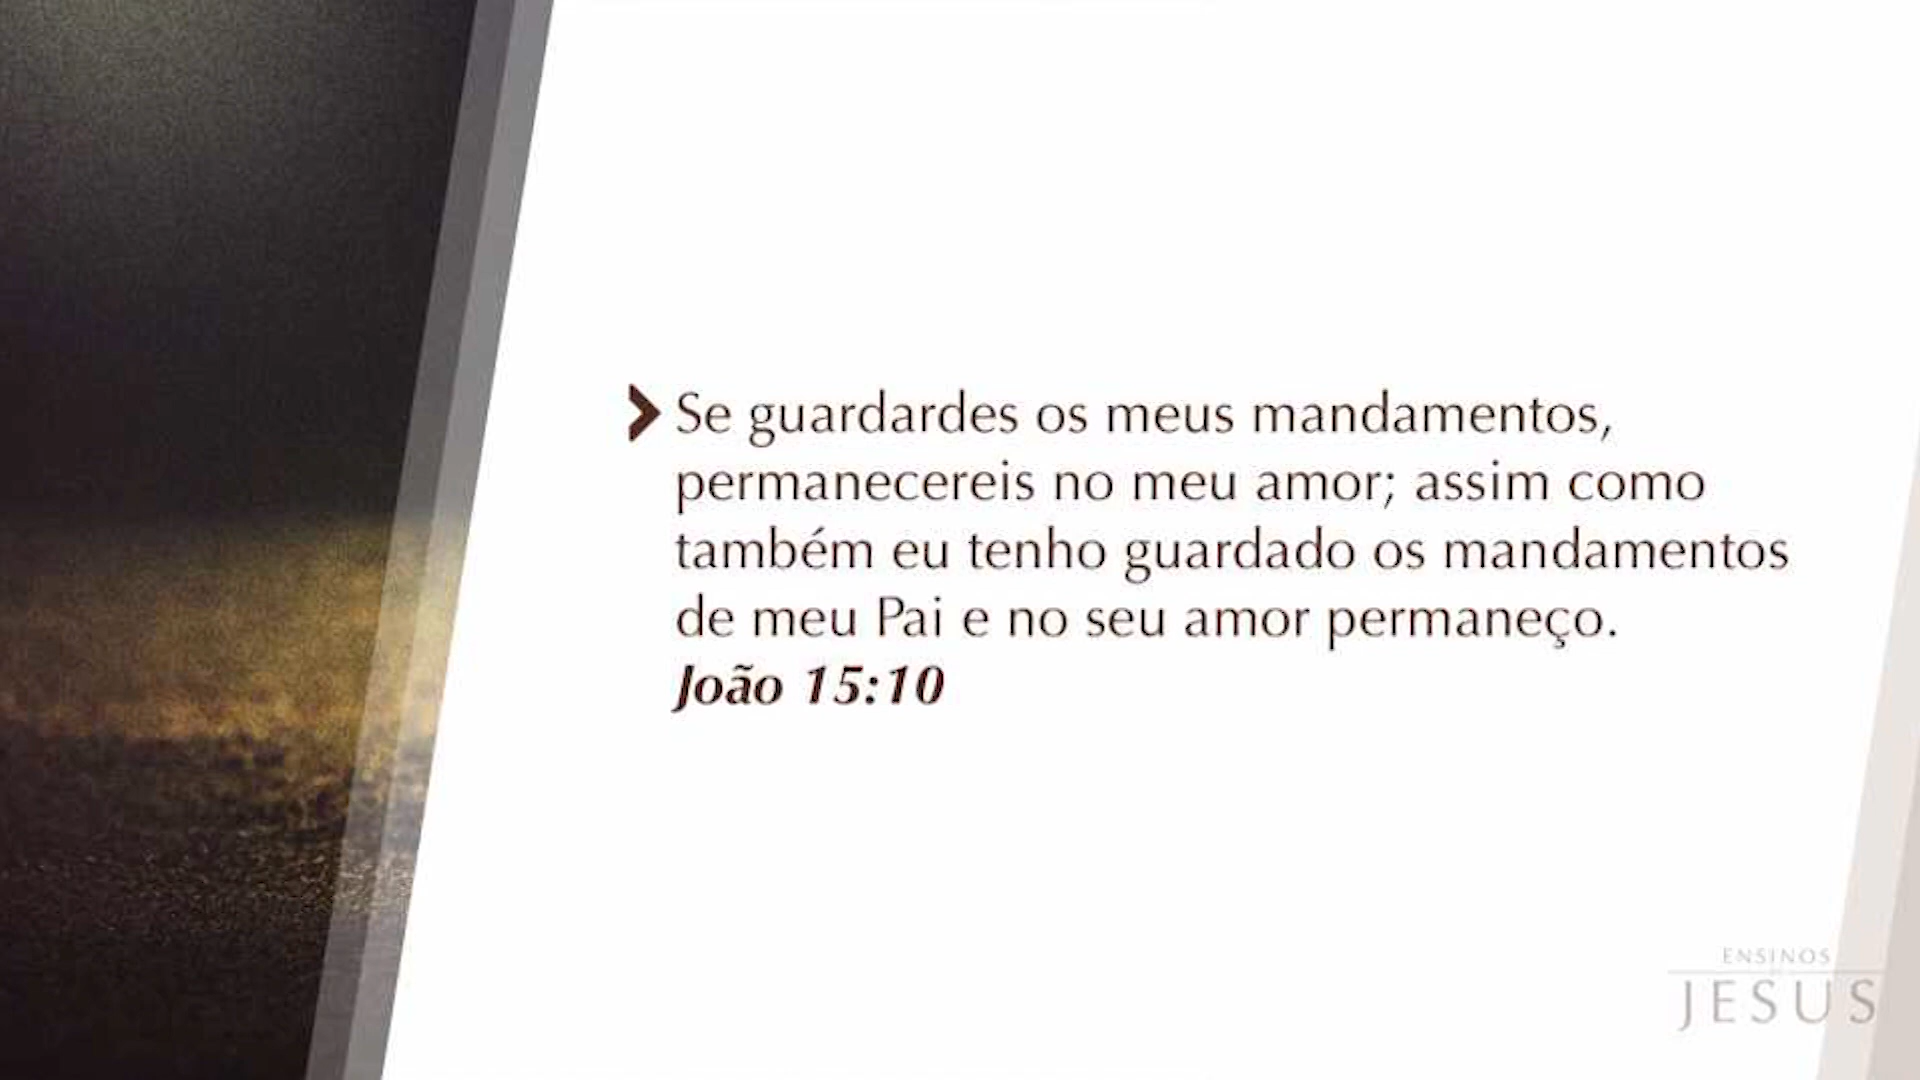 Se guardardes os meus mandamentos,
permanecereis no meu amor; assim como
também eu tenho guardado os mandamentos
de meu Pai e no seu amor permaneço.
João 15:10
ENSINOS
JESUS